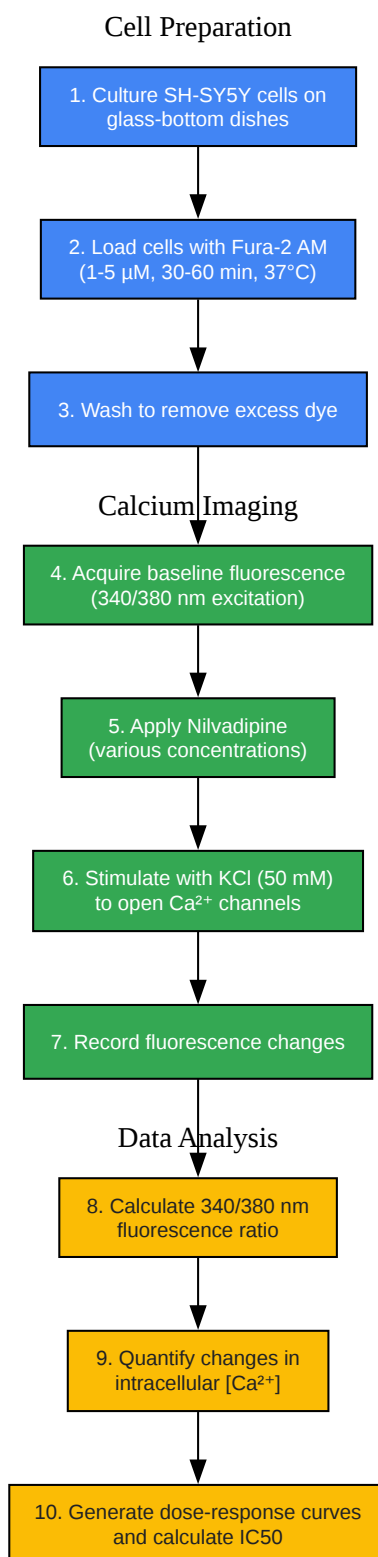 Cell Preparation
1. Culture SH-SY5Y cells on
glass-bottom dishes
2. Load cells with Fura-2 AM
(1-5 µM, 30-60 min, 37°C)
3. Wash to remove excess dye
Calcium Imaging
4. Acquire baseline fluorescence
(340/380 nm excitation)
5. Apply Nilvadipine
(various concentrations)
6. Stimulate with KCl (50 mM)
to open Ca²⁺ channels
7. Record fluorescence changes
Data Analysis
8. Calculate 340/380 nm
fluorescence ratio
9. Quantify changes in
intracellular [Ca²⁺]
10. Generate dose-response curves
and calculate IC50